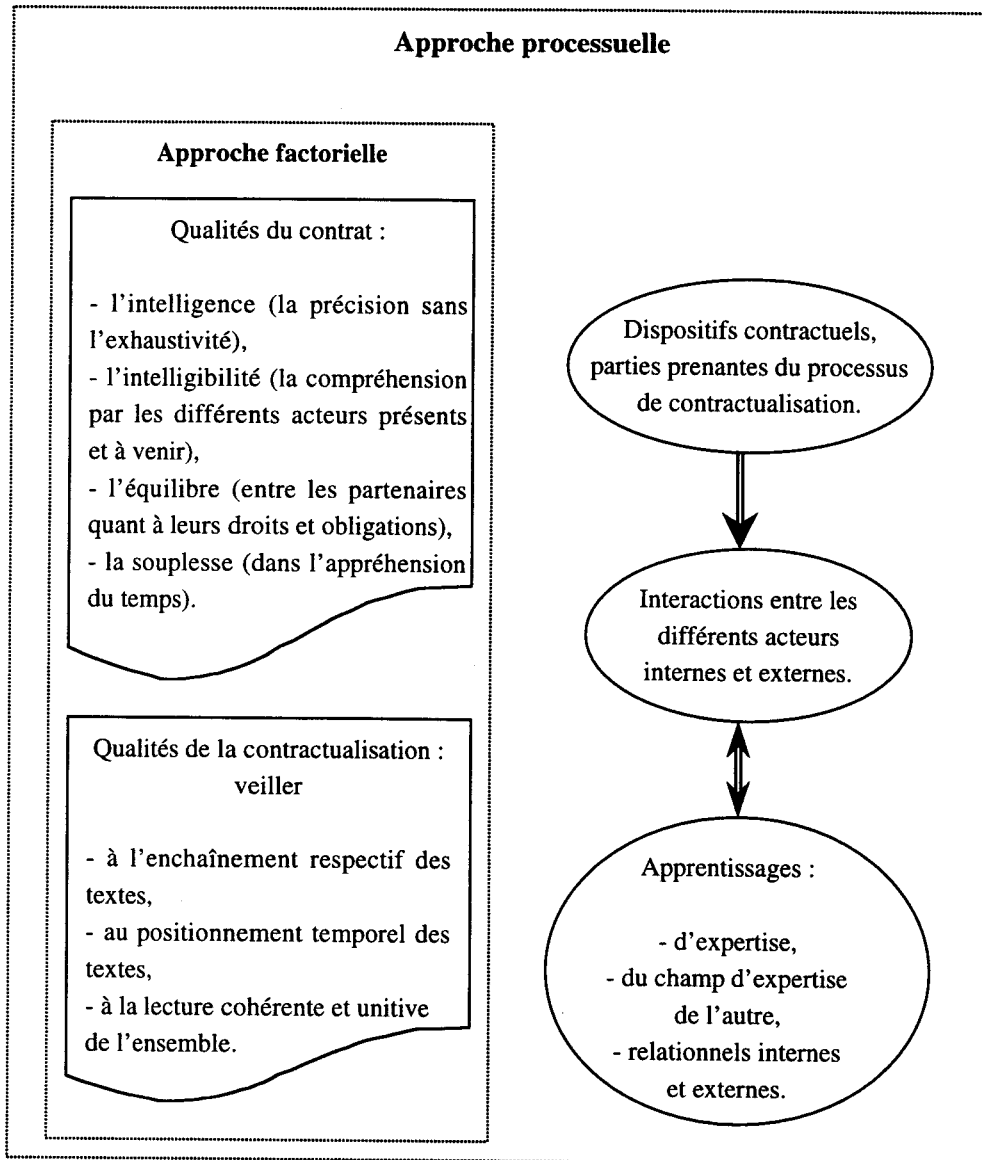 Approche processuelle
Approche factorielle
Qualités du contrat :
- l'intelligence (la précision sans
l'exhaustivité),
- l'intelligibilité (la compréhension
par les différents acteurs présents
et à venir),
- l'équilibre (entre les partenaires
quant à leurs droits et obligations),
- la souplesse (dans l'appréhension
du temps).
Qualités de la contractualisation :
veiller
- à l'enchaînement respectif des
textes,
- au positionnement temporel des
textes,
- à la lecture cohérente et unitive
de l'ensemble.
Dispositifs contractuels,
parties prenantes du processus
de contractualisation.
Interactions entre les
différents acteurs
internes et externes.
Apprentissages :
- d'expertise,
- du champ d'expertise
de l'autre,
- relationnels internes
et externes.